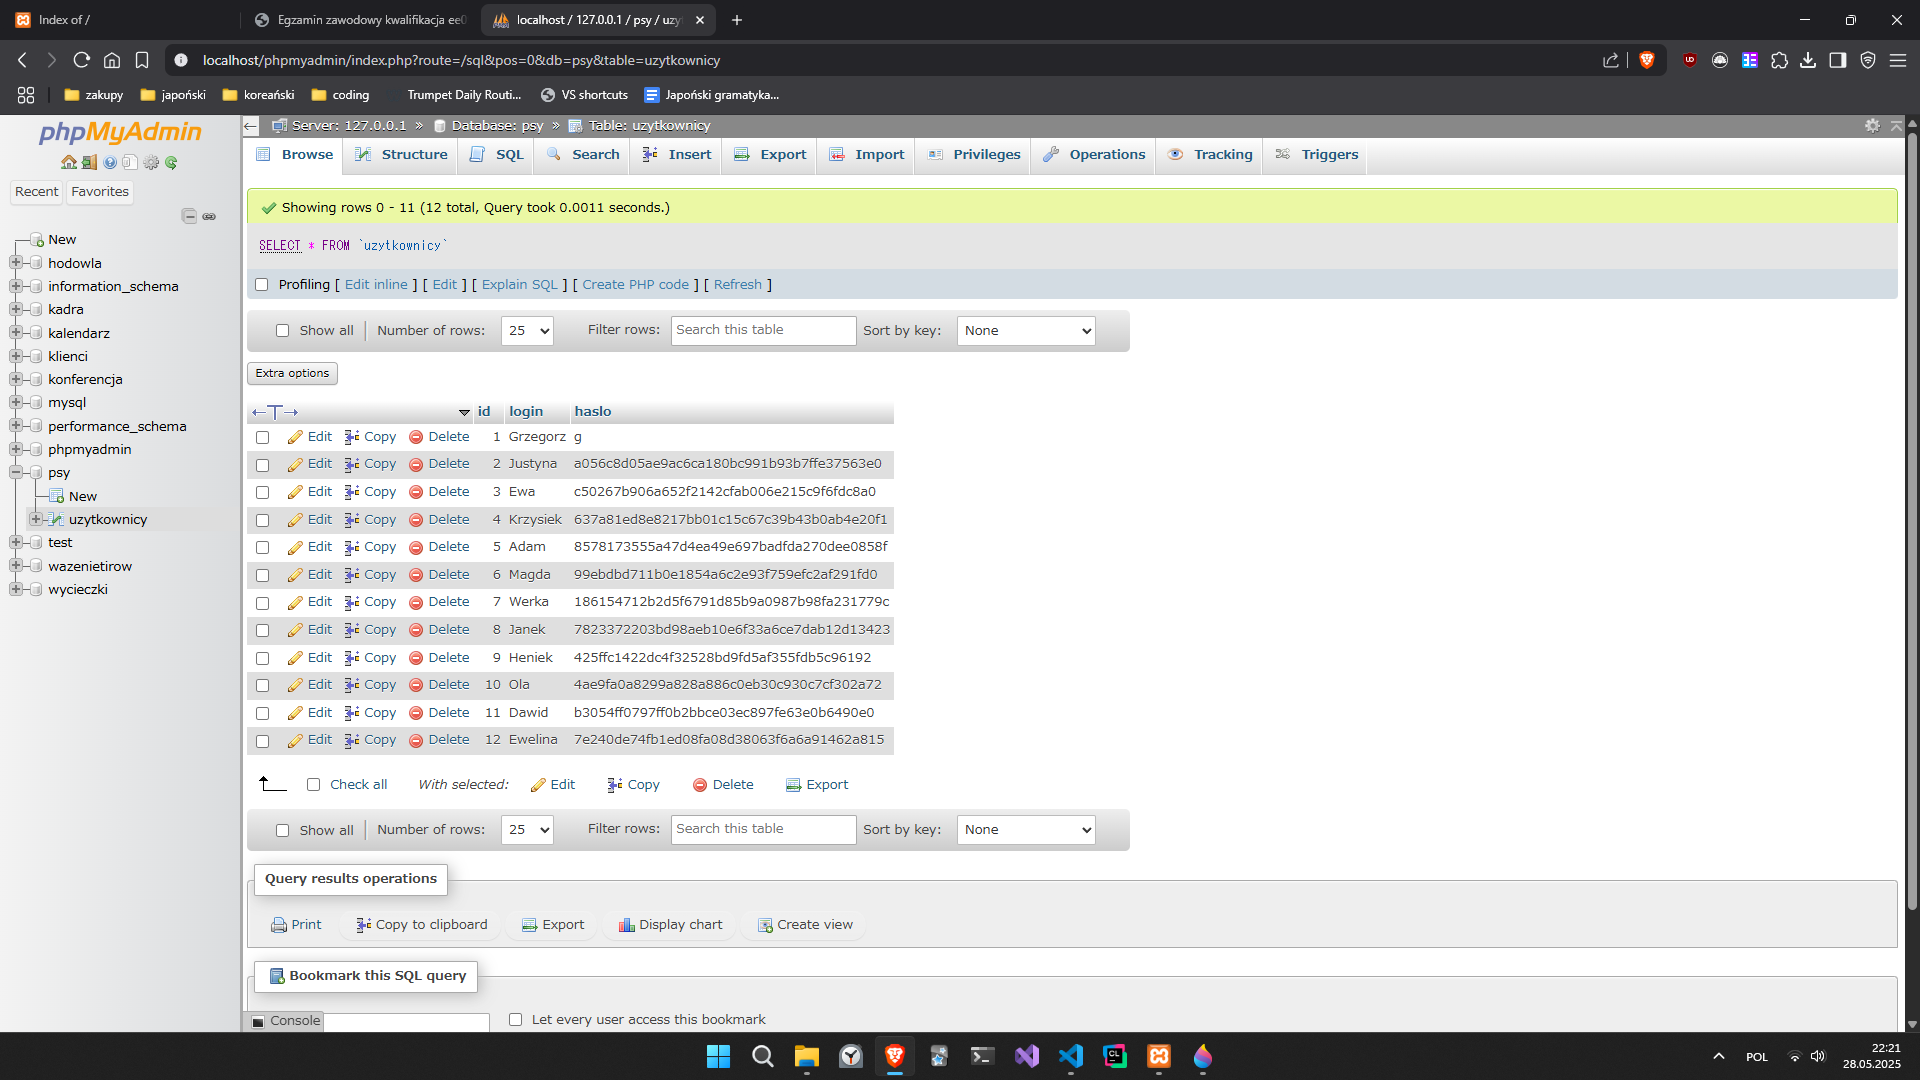 Index of /
Egzamin zawodowy kwalifikacja ee0
localhost / 127.0.0.1 / psy / uzyt
localhost/phpmyadmin/index.php?route=/sql&pos=0&db=psy&table=uzytkownicy
zakupy
japoński
koreański
coding
Trumpet Daily Routi...
VS shortcuts
Japoński gramatyka...
phpMyAdmin
Recent
Favorites
New
hodowla
information_schema
kadra
kalendarz
klienci
konferencja
mysql
performance_schema
phpmyadmin
psy
New
uzytkownicy
test
wazenietirow
wycieczki
Server: 127.0.0.1 » Database: psy » Table: uzytkownicy
Browse Structure SQL Search Insert Export Import Privileges Operations Tracking Triggers
Showing rows 0 - 11 (12 total, Query took 0.0011 seconds.)
SELECT * FROM `uzytkownicy`
Profiling [ Edit inline ] [ Edit ] [ Explain SQL ] [ Create PHP code ] [ Refresh ]
Show all | Number of rows: 25 Filter rows: Search this table Sort by key: None
Extra options
id login haslo
Edit Copy Delete 1 Grzegorz g
Edit Copy Delete 2 Justyna a056c8d05ae9ac6ca180bc991b93b7ffe37563e0
Edit Copy Delete 3 Ewa c50267b906a652f2142cfab006e215c9f6fdc8a0
Edit Copy Delete 4 Krzysiek 637a81ed8e8217bb01c15c67c39b43b0ab4e20f1
Edit Copy Delete 5 Adam 8578173555a47d4ea49e697badfda270dee0858f
Edit Copy Delete 6 Magda 99ebdbd711b0e1854a6c2e93f759efc2af291fd0
Edit Copy Delete 7 Werka 186154712b2d5f6791d85b9a0987b98fa231779c
Edit Copy Delete 8 Janek 7823372203bd98aeb10e6f33a6ce7dab12d13423
Edit Copy Delete 9 Heniek 425ffc1422dc4f32528bd9fd5af355fdb5c96192
Edit Copy Delete 10 Ola 4ae9fa0a8299a828a886c0eb30c930c7cf302a72
Edit Copy Delete 11 Dawid b3054ff0797ff0b2bbce03ec897fe63e0b6490e0
Edit Copy Delete 12 Ewelina 7e240de74fb1ed08fa08d38063f6a6a91462a815
Check all With selected: Edit Copy Delete Export
Show all | Number of rows: 25 Filter rows: Search this table Sort by key: None
Query results operations
Print Copy to clipboard Export Display chart Create view
Bookmark this SQL query
Console
Let every user access this bookmark
POL
22:21
28.05.2025